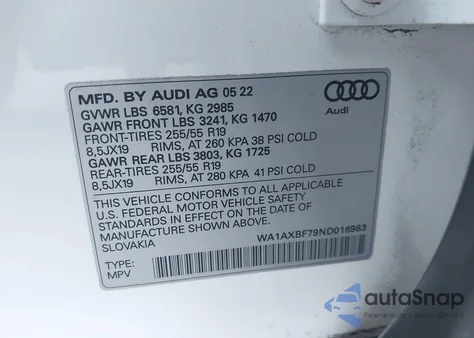 MFD. BY AUDI AG 05 22
GVWR LBS 6581, KG 2985
GAWR FRONT LBS 3241, KG 1470
FRONT-TIRES 255/55 R19
8,5JX19 RIMS, AT 260 KPA 38 PSI COLD
GAWR REAR LBS 3803, KG 1725
REAR-TIRES 255/55 R19
8,5JX19 RIMS, AT 280 KPA 41 PSI COLD
THIS VEHICLE CONFORMS TO ALL APPLICABLE
U.S. FEDERAL MOTOR VEHICLE SAFETY
STANDARDS IN EFFECT ON THE DATE OF
MANUFACTURE SHOWN ABOVE.
SLOVAKIA
WA1AXBF79ND016983
TYPE:
MPV
Audi
autoSnap